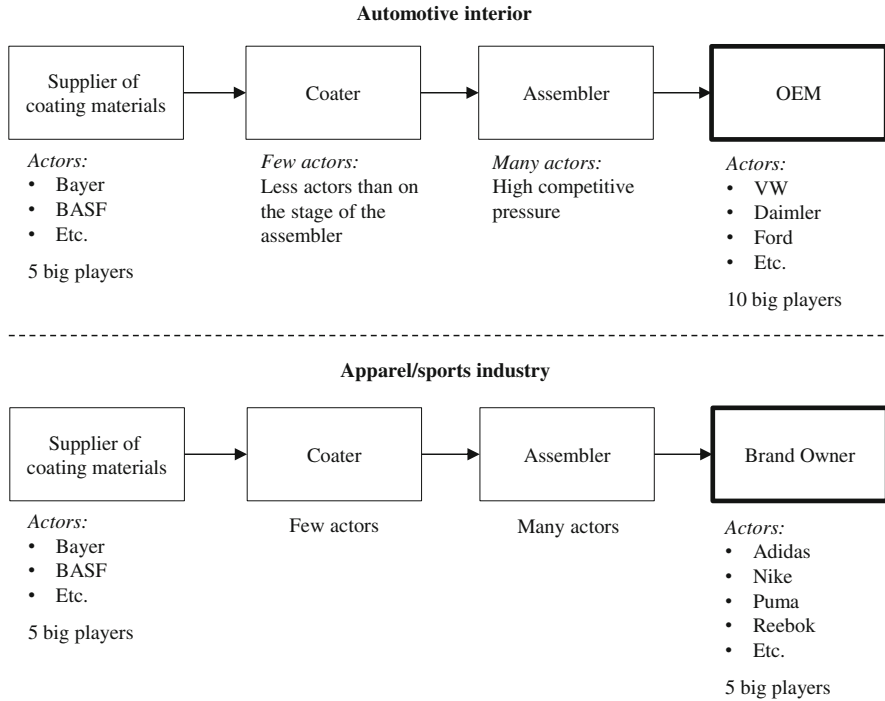 Automotive interior
Supplier of
coating materials
Coater
Assembler
OEM
Actors:
• Bayer
• BASF
• Etc.
5 big players
Few actors:
Less actors than on
the stage of the
assembler
Many actors:
High competitive
pressure
Actors:
• VW
• Daimler
• Ford
• Etc.
10 big players
Apparel/sports industry
Supplier of
coating materials
Coater
Assembler
Brand Owner
Actors:
• Bayer
• BASF
• Etc.
5 big players
Few actors
Many actors
Actors:
• Adidas
• Nike
• Puma
• Reebok
• Etc.
5 big players